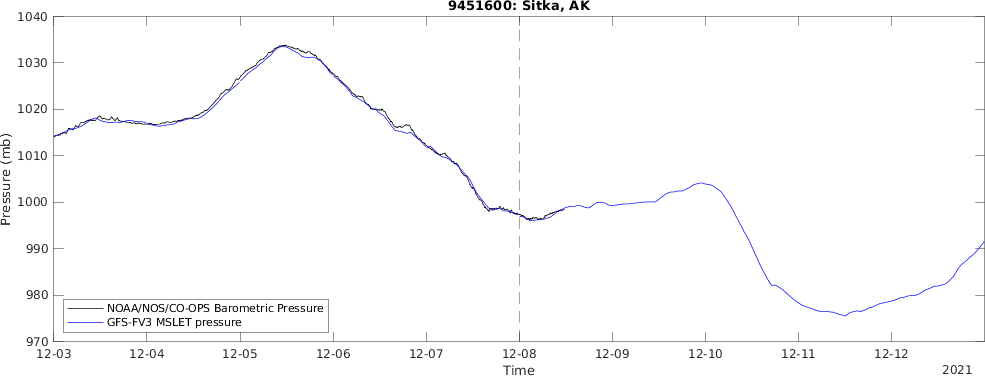 9451600: Sitka, AK
Pressure (mb)
1040
1030
1020
1010
1000
990
980
970
NOAA/NOS/CO-OPS Barometric Pressure
GFS-FV3 MSLET pressure
12-03 12-04 12-05 12-06 12-07 12-08 12-09 12-10 12-11 12-12
Time
2021